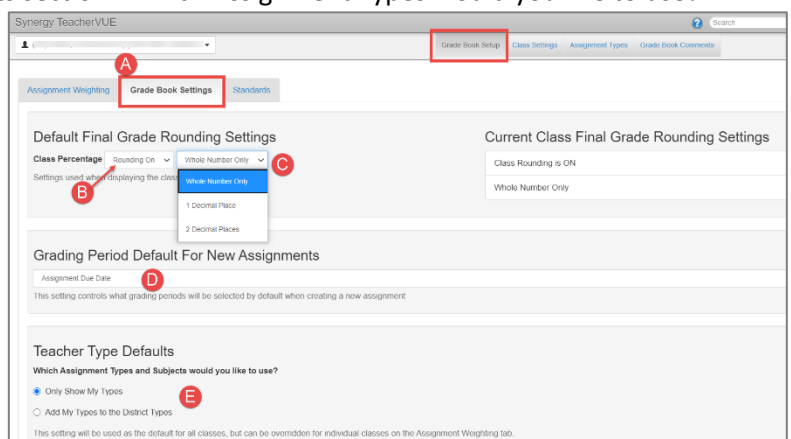 Synergy TeacherVUE
Search
Grade Book Setup Class Settings Assignment Types Grade Book Comments
A
Assignment Weighting Grade Book Settings Standards
Default Final Grade Rounding Settings
Class Percentage Rounding On Whole Number Only C
Settings used when displaying the clas
B
Whole Number Only
1 Decimal Place
2 Decimal Places
Current Class Final Grade Rounding Settings
Class Rounding is ON
Whole Number Only
Grading Period Default For New Assignments
Assignment Due Date D
This setting controls what grading periods will be selected by default when creating a new assignment
Teacher Type Defaults
Which Assignment Types and Subjects would you like to use?
Only Show My Types
E
Add My Types to the District Types
This setting will be used as the default for all classes, but can be overridden for individual classes on the Assignment Weighting tab.